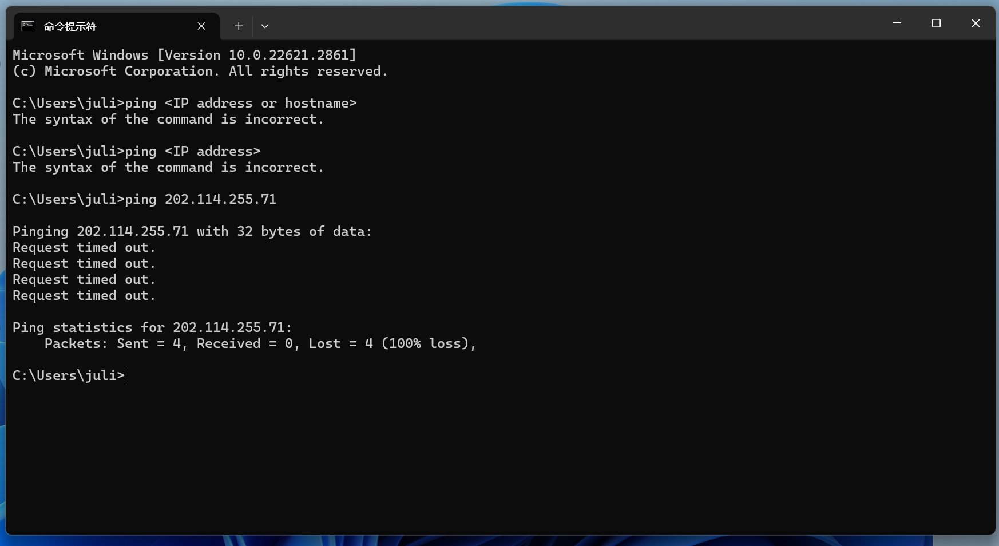 命令提示符
Microsoft Windows [Version 10.0.22621.2861]
(c) Microsoft Corporation. All rights reserved.
C:\Users\juli>ping <IP address or hostname>
The syntax of the command is incorrect.
C:\Users\juli>ping <IP address>
The syntax of the command is incorrect.
C:\Users\juli>ping 202.114.255.71
Pinging 202.114.255.71 with 32 bytes of data:
Request timed out.
Request timed out.
Request timed out.
Request timed out.
Ping statistics for 202.114.255.71:
    Packets: Sent = 4, Received = 0, Lost = 4 (100% loss),
C:\Users\juli>